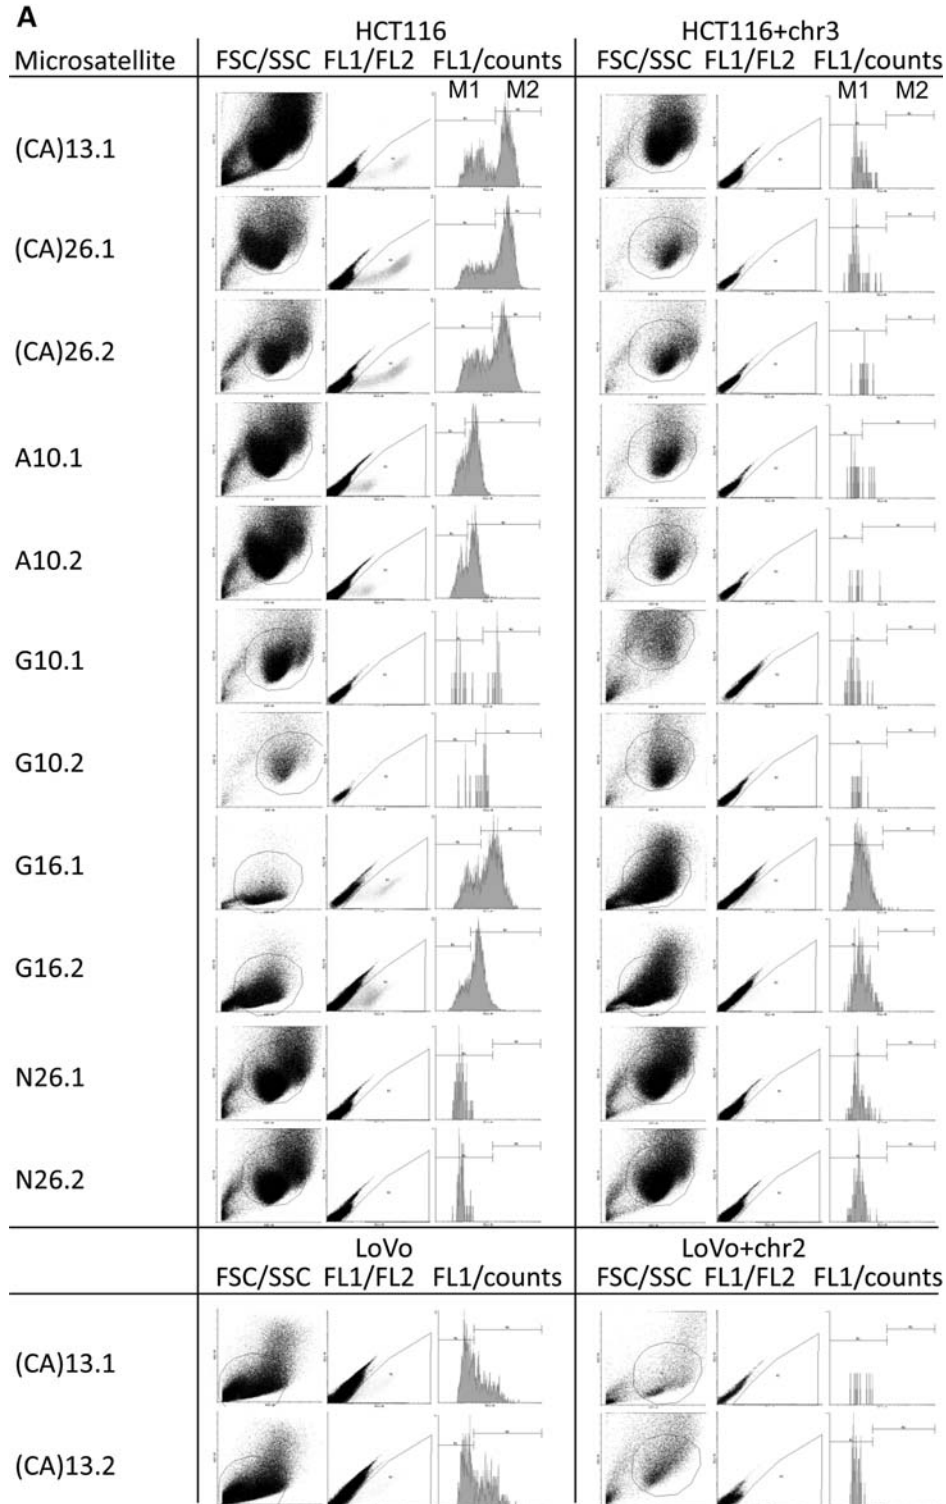 A
HCT116 HCT116+chr3
Microsatellite FSC/SSC FL1/FL2 FL1/counts FSC/SSC FL1/FL2 FL1/counts
M1 M2 M1 M2
(CA)13.1
(CA)26.1
(CA)26.2
A10.1
A10.2
G10.1
G10.2
G16.1
G16.2
N26.1
N26.2
LoVo LoVo+chr2
FSC/SSC FL1/FL2 FL1/counts FSC/SSC FL1/FL2 FL1/counts
(CA)13.1
(CA)13.2